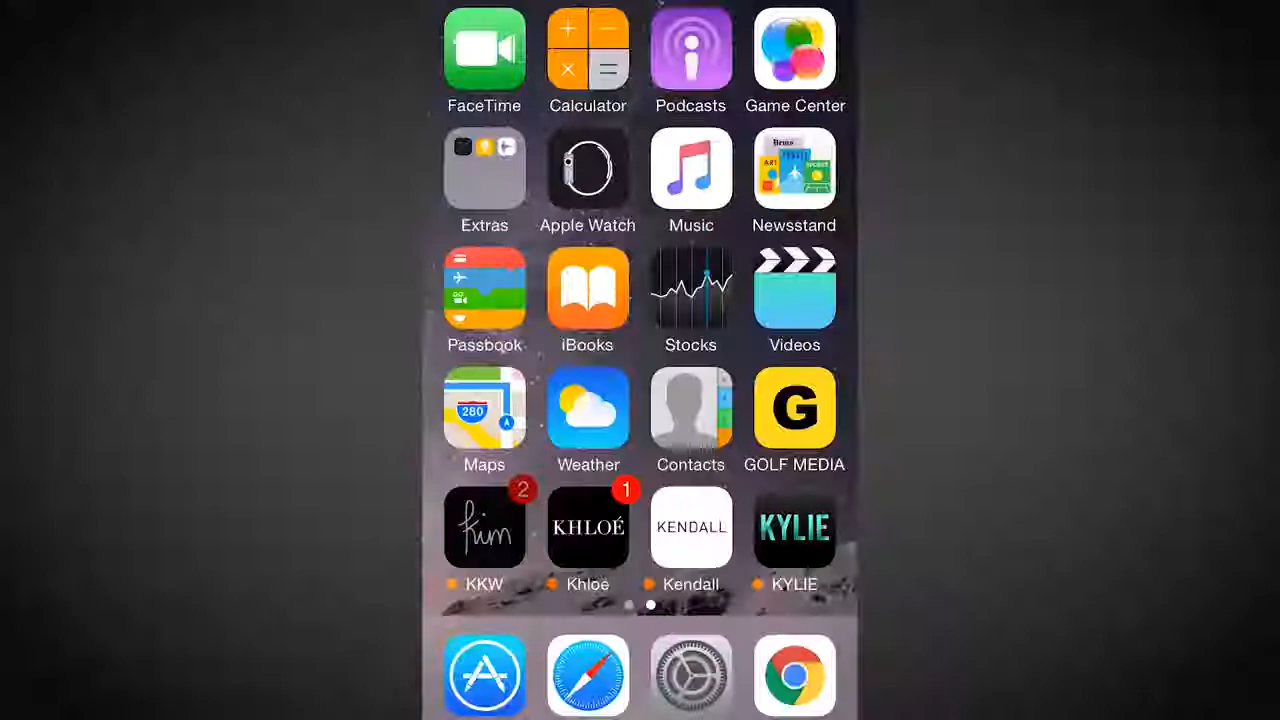 FaceTime Calculator Podcasts Game Center
Extras Apple Watch Music Newsstand
Passbook iBooks Stocks Videos
280
G
Maps Weather Contacts GOLF MEDIA
2 1
kim KHLOÉ KENDALL KYLIE
KKW Khloé Kendall KYLIE